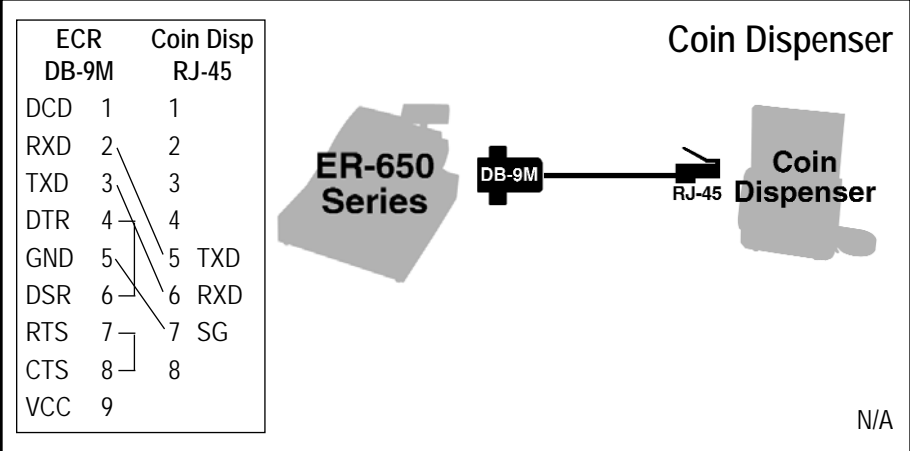 ECR Coin Disp
DB-9M RJ-45
DCD 1 1
RXD 2 2
TXD 3 3
DTR 4 4
GND 5 5 TXD
DSR 6 6 RXD
RTS 7 7 SG
CTS 8 8
VCC 9
Coin Dispenser
ER-650
Series
DB-9M
RJ-45
Coin
Dispenser
N/A